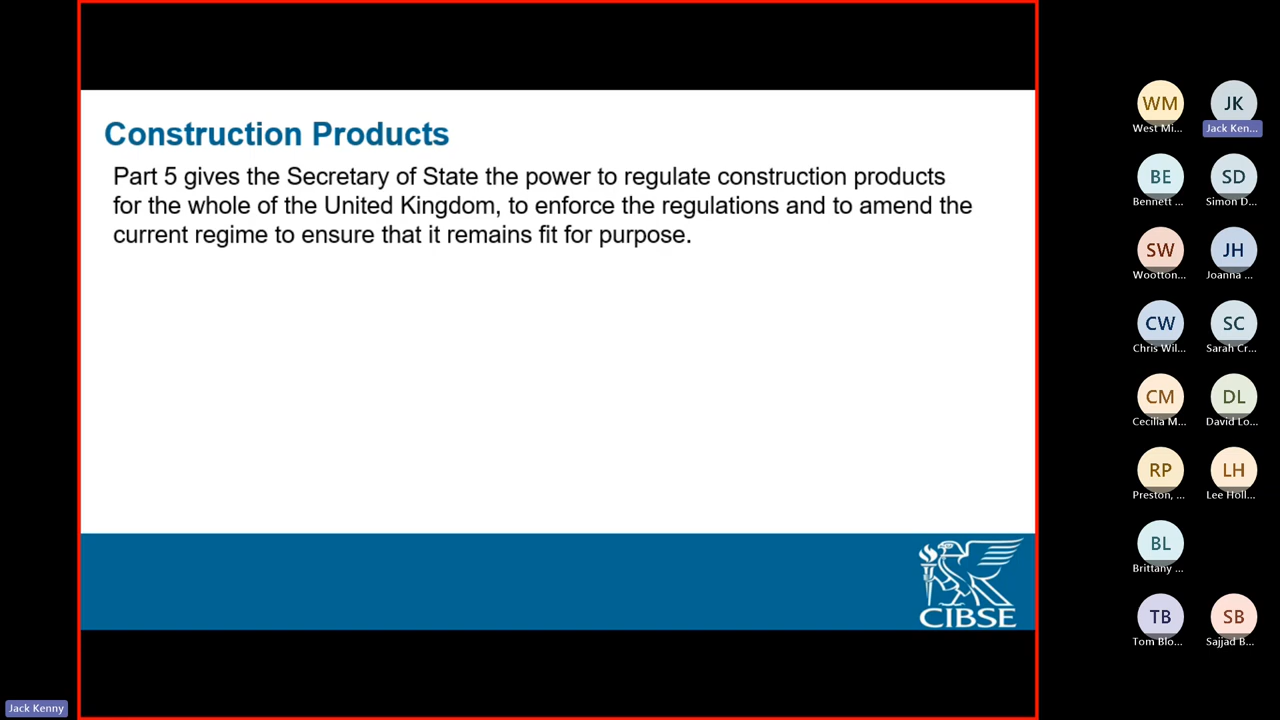 Construction Products
Part 5 gives the Secretary of State the power to regulate construction products
for the whole of the United Kingdom, to enforce the regulations and to amend the
current regime to ensure that it remains fit for purpose.
CIBSE
Jack Kenny
WM
West Mi...
JK
Jack Ken...
BE
Bennett ...
SD
Simon D...
SW
Wootton...
JH
Joanna ...
CW
Chris Wil...
SC
Sarah Cr...
CM
Cecilia M...
DL
David Lo...
RP
Preston, ...
LH
Lee Holl...
BL
Brittany ...
TB
Tom Blo...
SB
Sajjad B...